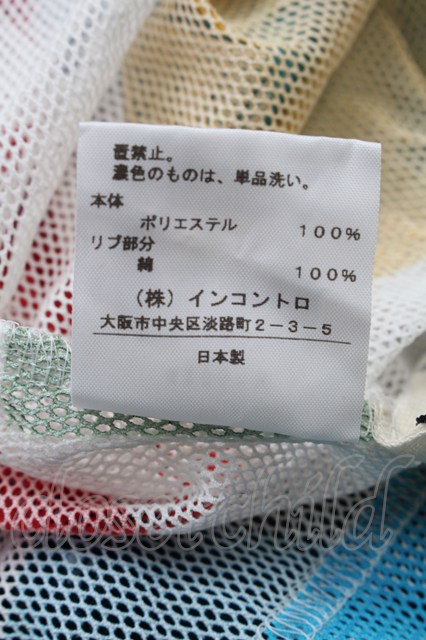 置禁止。
濃色のものは、単品洗い。
本体
ポリエステル 100%
リブ部分
綿 100%
(株)インコントロ
大阪市中央区淡路町2-3-5
日本製
closet child